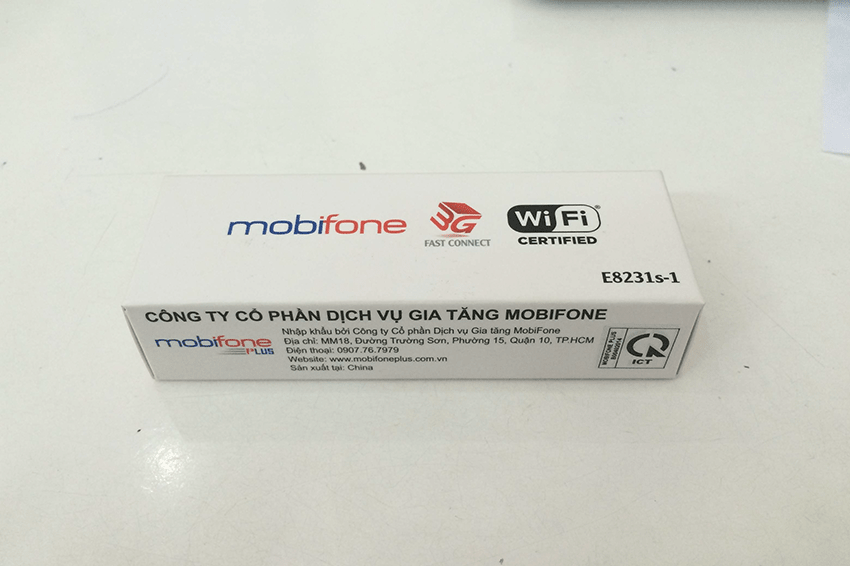 mobifone
3G
FAST CONNECT
WiFi®
CERTIFIED
E8231s-1
CÔNG TY CỔ PHẦN DỊCH VỤ GIA TĂNG MOBIFONE
mobifone
PLUS
Nhập khẩu bởi Công ty Cổ phần Dịch vụ Gia tăng MobiFone
Địa chỉ: MM18, Đường Trường Sơn, Phường 15, Quận 10, TP.HCM
Điện thoại: 0907.76.7979
Website: www.mobifoneplus.com.vn
Sản xuất tại: China
MOBIFONE PLUS
ICT